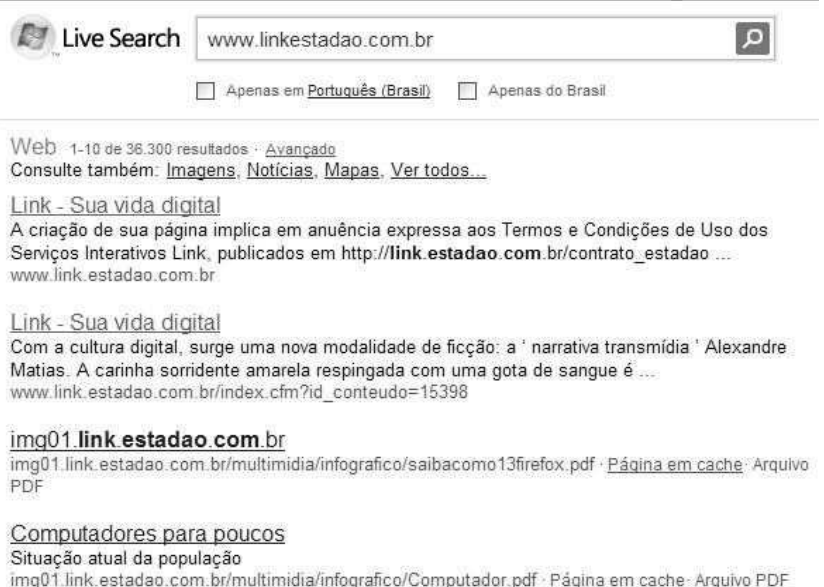 Live Search www.linkestadao.com.br
Apenas em Português (Brasil) Apenas do Brasil
Web 1-10 de 36.300 resultados · Avançado
Consulte também: Imagens, Notícias, Mapas, Ver todos...
Link - Sua vida digital
A criação de sua página implica em anuência expressa aos Termos e Condições de Uso dos
Serviços Interativos Link, publicados em http://link.estadao.com.br/contrato_estadao ...
www.link.estadao.com.br
Link - Sua vida digital
Com a cultura digital, surge uma nova modalidade de ficção: a ' narrativa transmídia ' Alexandre
Matias. A carinha sorridente amarela respingada com uma gota de sangue é ...
www.link.estadao.com.br/index.cfm?id_conteudo=15398
img01.link.estadao.com.br
img01.link.estadao.com.br/multimidia/infografico/saibacomo13firefox.pdf · Página em cache · Arquivo
PDF
Computadores para poucos
Situação atual da população
img01.link.estadao.com.br/multimidia/infografico/Computador.pdf · Página em cache · Arquivo PDF